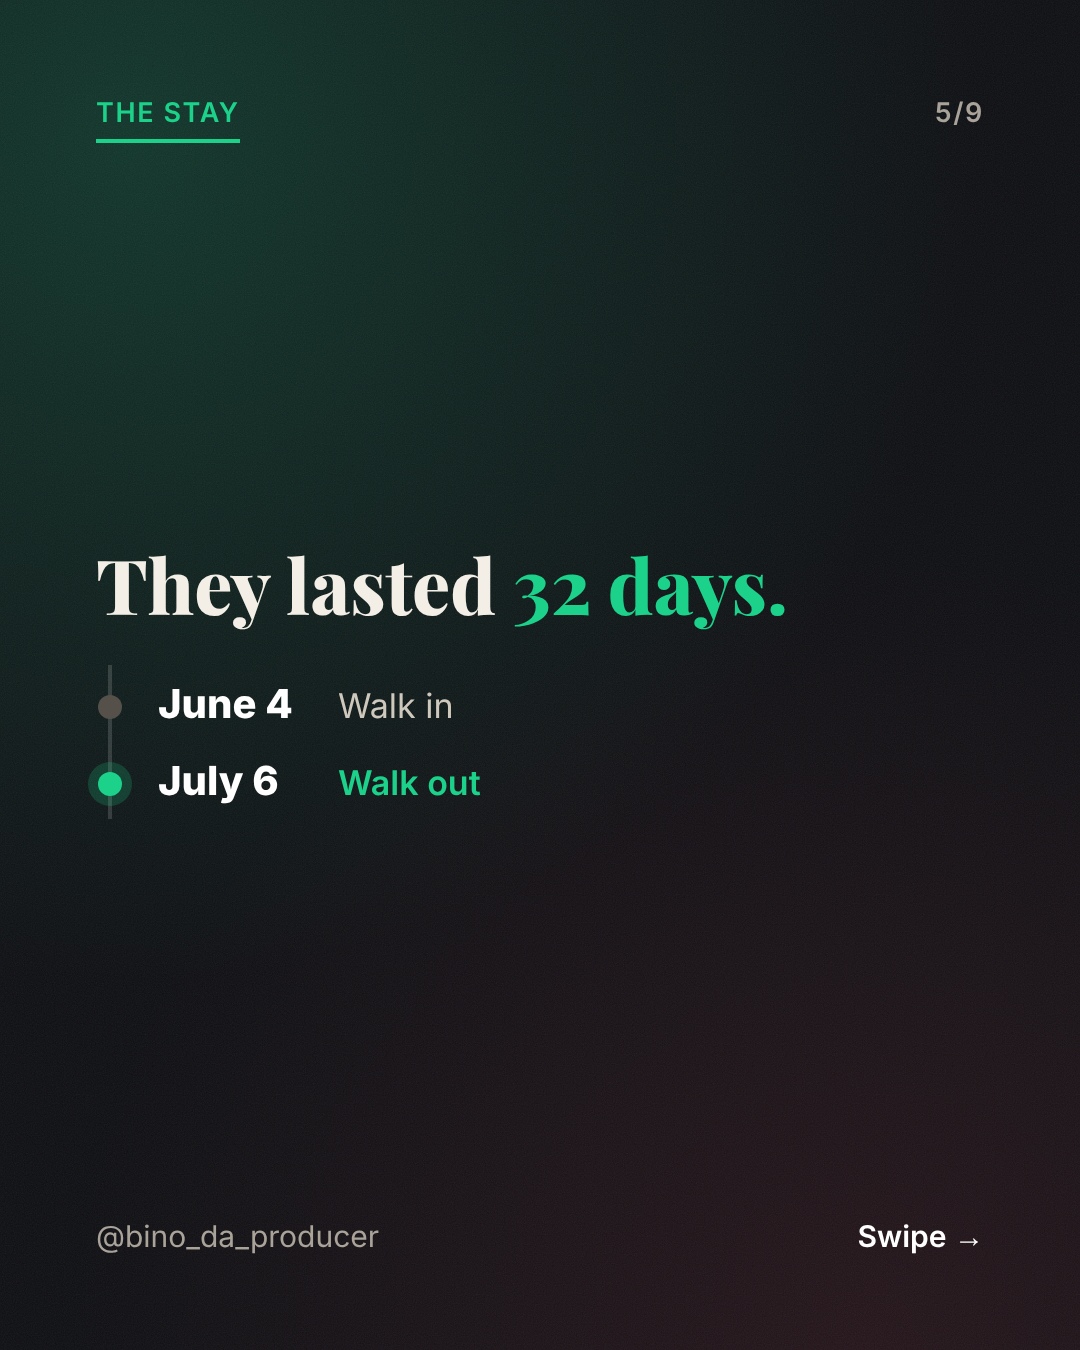 THE STAY
5/9
They lasted 32 days.
June 4 Walk in
July 6 Walk out
@bino_da_producer
Swipe →